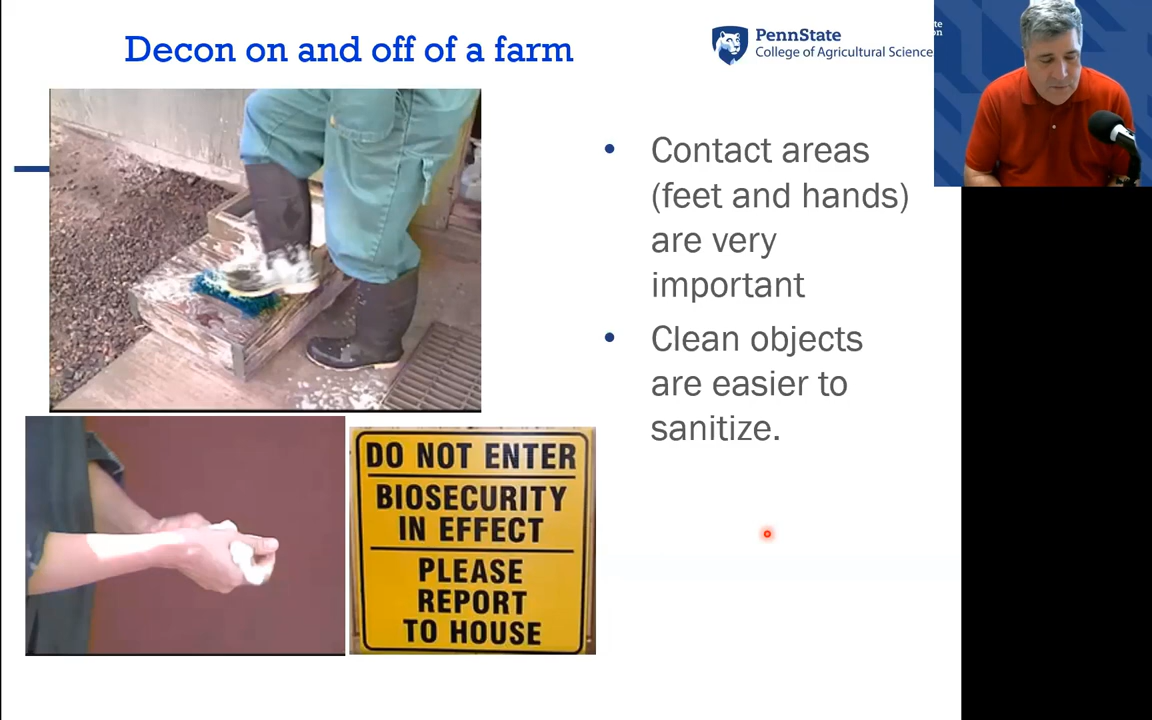 Decon on and off of a farm
PennState
College of Agricultural Science
• Contact areas
(feet and hands)
are very
important
• Clean objects
are easier to
sanitize.
DO NOT ENTER
BIOSECURITY
IN EFFECT
PLEASE
REPORT
TO HOUSE